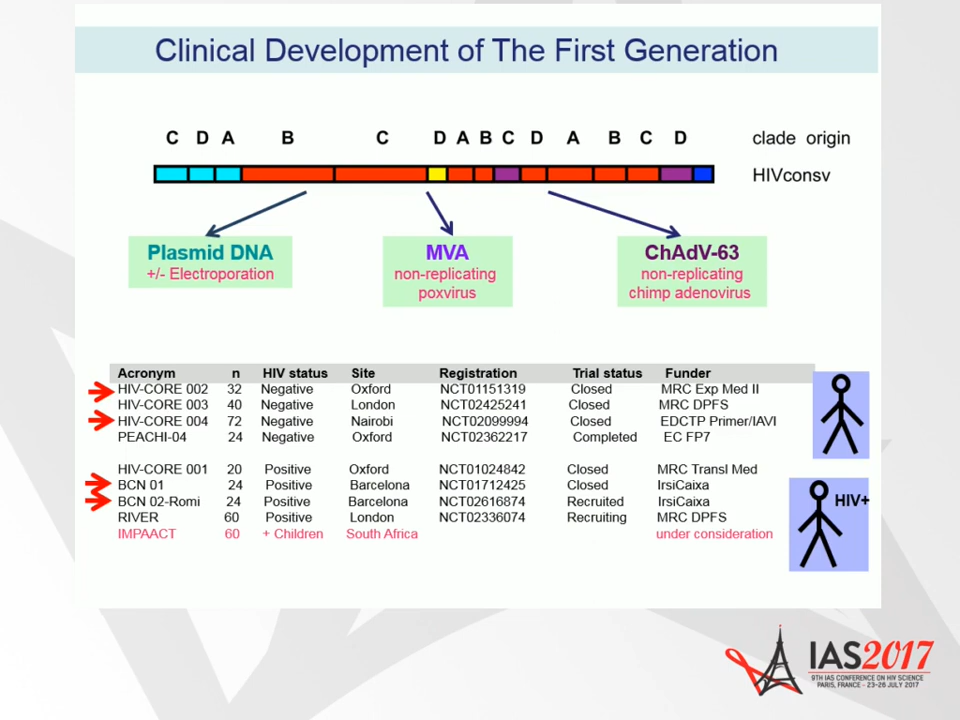 Clinical Development of The First Generation
C D A B C D A B C D A B C D clade origin
HIVconsv
Plasmid DNA
+/- Electroporation
MVA
non-replicating
poxvirus
ChAdV-63
non-replicating
chimp adenovirus
Acronym n HIV status Site Registration Trial status Funder
HIV-CORE 002 32 Negative Oxford NCT01151319 Closed MRC Exp Med II
HIV-CORE 003 40 Negative London NCT02425241 Closed MRC DPFS
HIV-CORE 004 72 Negative Nairobi NCT02099994 Closed EDCTP Primer/IAVI
PEACHI-04 24 Negative Oxford NCT02362217 Completed EC FP7
HIV-CORE 001 20 Positive Oxford NCT01024842 Closed MRC Transl Med
BCN 01 24 Positive Barcelona NCT01712425 Closed IrsiCaixa
BCN 02-Romi 24 Positive Barcelona NCT02616874 Recruited IrsiCaixa
RIVER 60 Positive London NCT02336074 Recruiting MRC DPFS
IMPAACT 60 + Children South Africa under consideration
HIV+
IAS2017
9TH IAS CONFERENCE ON HIV SCIENCE
PARIS, FRANCE - 23-26 JULY 2017